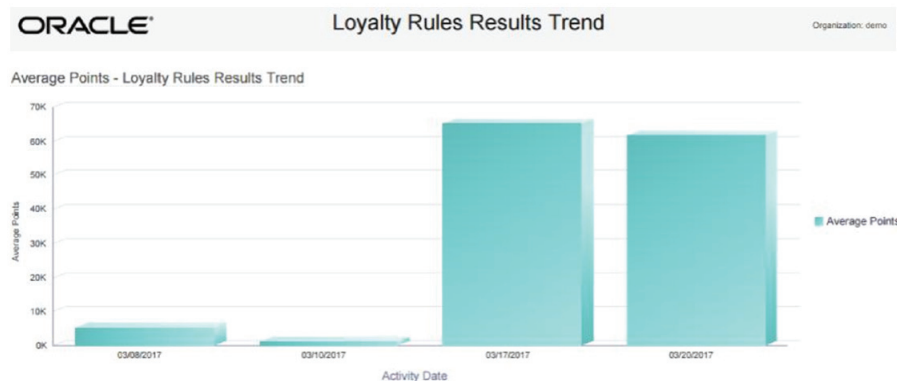 ORACLE®
Loyalty Rules Results Trend
Organization: demo
Average Points - Loyalty Rules Results Trend
70K
60K
50K
40K
30K
20K
10K
0K
Average Points
03/08/2017
03/10/2017
03/17/2017
03/20/2017
Activity Date
Average Points